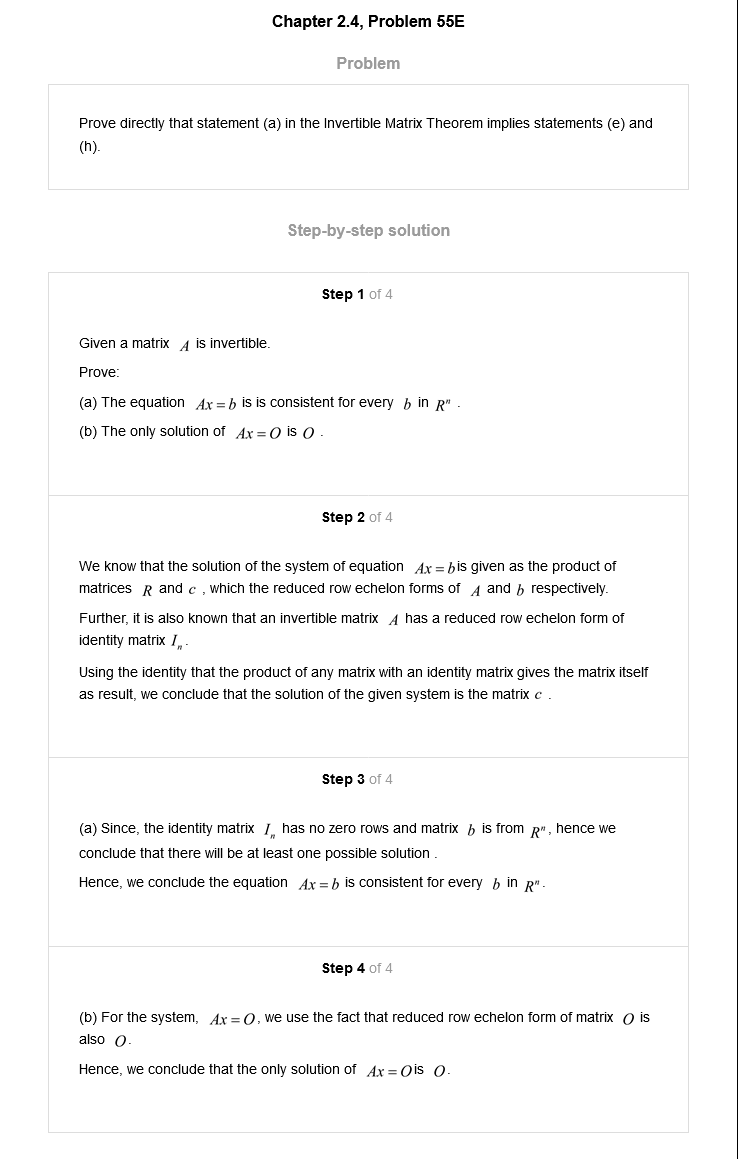 Chapter 2.4, Problem 55E
Problem
Prove directly that statement (a) in the Invertible Matrix Theorem implies statements (e) and
(h).
Step-by-step solution
Step 1 of 4
Given a matrix A is invertible.
Prove:
(a) The equation Ax = b is is consistent for every b in Rⁿ .
(b) The only solution of Ax = O is O .
Step 2 of 4
We know that the solution of the system of equation Ax = b is given as the product of
matrices R and c , which the reduced row echelon forms of A and b respectively.
Further, it is also known that an invertible matrix A has a reduced row echelon form of
identity matrix Iₙ .
Using the identity that the product of any matrix with an identity matrix gives the matrix itself
as result, we conclude that the solution of the given system is the matrix c .
Step 3 of 4
(a) Since, the identity matrix Iₙ has no zero rows and matrix b is from Rⁿ , hence we
conclude that there will be at least one possible solution .
Hence, we conclude the equation Ax = b is consistent for every b in Rⁿ .
Step 4 of 4
(b) For the system, Ax = O , we use the fact that reduced row echelon form of matrix O is
also O .
Hence, we conclude that the only solution of Ax = O is O .